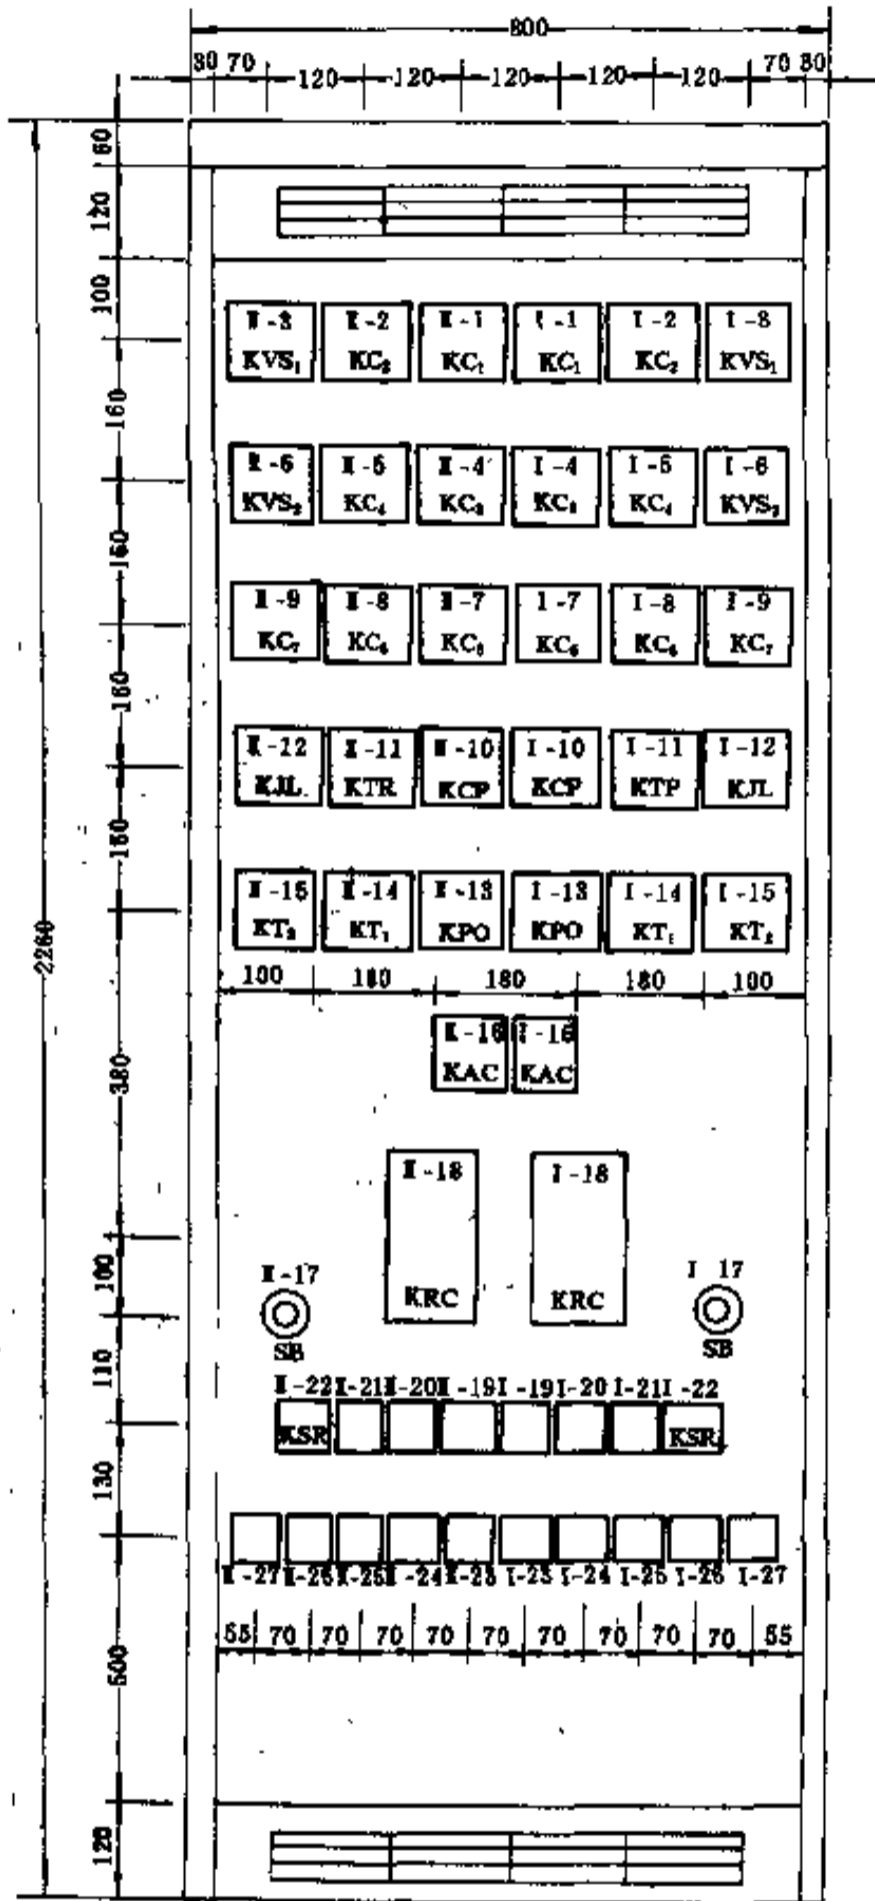 800
30 70 120 120 120 120 120 70 30
60
120
100
Ⅱ-3 Ⅱ-2 Ⅱ-1 Ⅰ-1 Ⅰ-2 Ⅰ-3
KVS₁ KC₂ KC₁ KC₁ KC₂ KVS₁
160
Ⅱ-6 Ⅱ-5 Ⅱ-4 Ⅰ-4 Ⅰ-5 Ⅰ-6
KVS₂ KC₄ KC₃ KC₃ KC₄ KVS₂
160
Ⅱ-9 Ⅱ-8 Ⅱ-7 Ⅰ-7 Ⅰ-8 Ⅰ-9
KC₇ KC₆ KC₅ KC₅ KC₆ KC₇
160
Ⅱ-12 Ⅱ-11 Ⅱ-10 Ⅰ-10 Ⅰ-11 Ⅰ-12
KJL KTR KCP KCP KTP KJL
160
Ⅱ-15 Ⅱ-14 Ⅱ-13 Ⅰ-13 Ⅰ-14 Ⅰ-15
KT₂ KT₁ KPO KPO KT₁ KT₂
2260
100 180 180 180 100
Ⅱ-16 Ⅰ-16
KAC KAC
380
Ⅱ-18 Ⅰ-18
100
Ⅱ-17 Ⅰ 17
KRC KRC
SB SB
110
Ⅱ-22 Ⅱ-21 Ⅱ-20 Ⅱ-19 Ⅰ-19 Ⅰ-20 Ⅰ-21 Ⅰ-22
KSR KSR
130
Ⅱ-27 Ⅱ-26 Ⅱ-25 Ⅱ-24 Ⅱ-23 Ⅰ-23 Ⅰ-24 Ⅰ-25 Ⅰ-26 Ⅰ-27
55 70 70 70 70 70 70 70 70 70 55
500
120